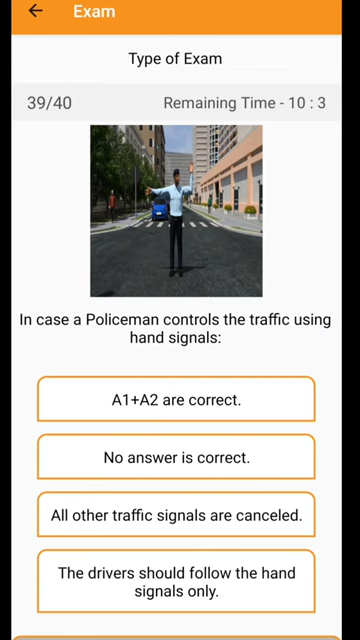 Exam
Type of Exam
39/40
Remaining Time - 10 : 3
In case a Policeman controls the traffic using
hand signals:
A1+A2 are correct.
No answer is correct.
All other traffic signals are canceled.
The drivers should follow the hand
signals only.